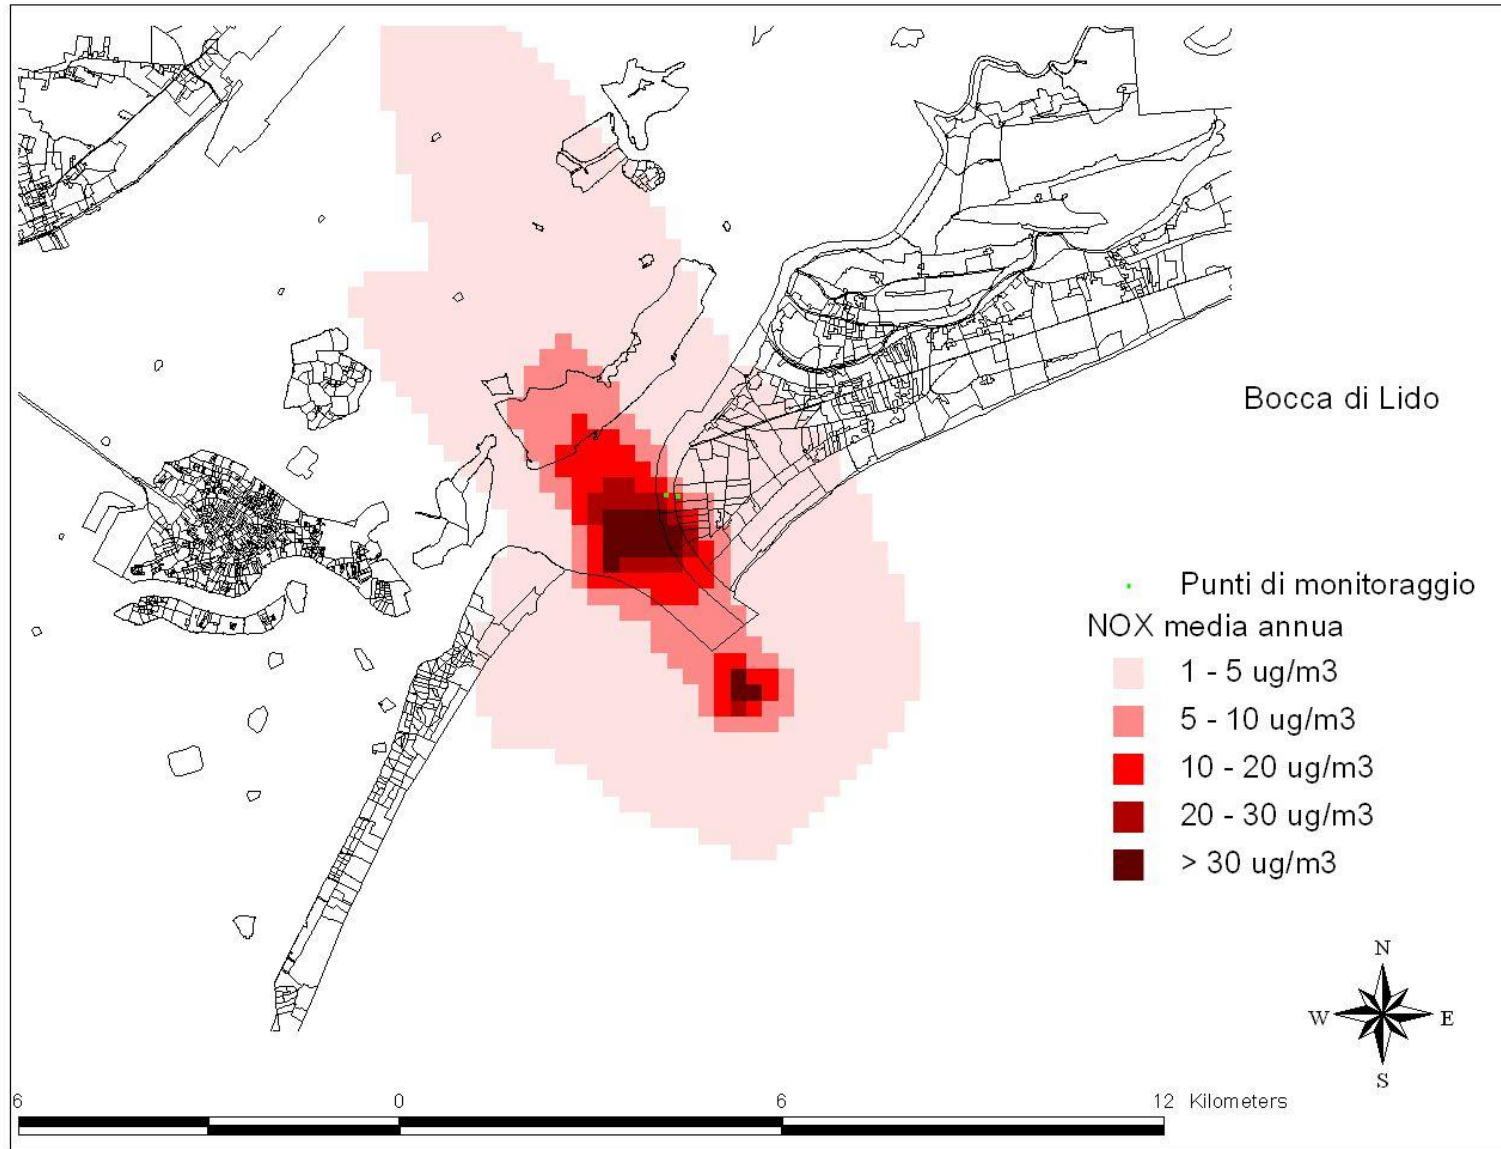 Bocca di Lido
Punti di monitoraggio
NOX media annua
1 - 5 ug/m3
5 - 10 ug/m3
10 - 20 ug/m3
20 - 30 ug/m3
> 30 ug/m3
N
W E
S
6 0 6 12 Kilometers